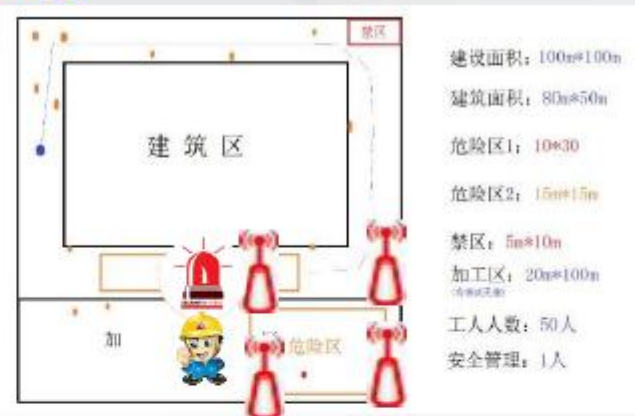 禁区
建筑区
加
危险区
建设面积：100m*100m
建筑面积：80m*50m
危险区1：10*30
危险区2：15m*15m
禁区：5m*10m
加工区：20m*100m
工人人数：50人
安全管理：1人